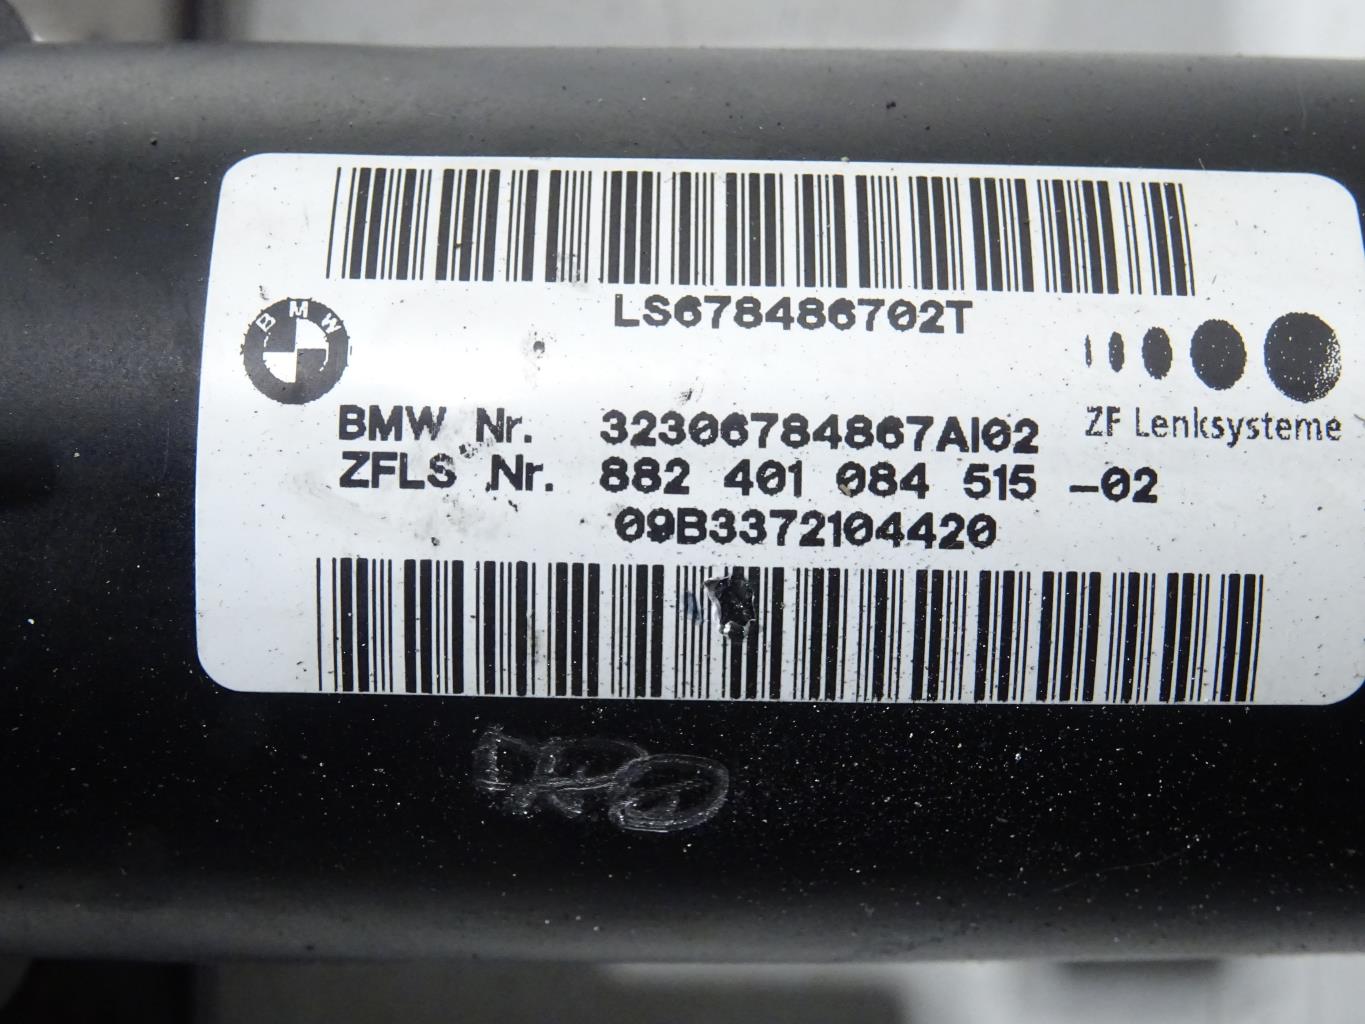 LS678486702T
BMW
BMW Nr. 32306784867AI02
ZF Lenksysteme
ZFLS Nr. 882 401 084 515 -02
09B3372104420